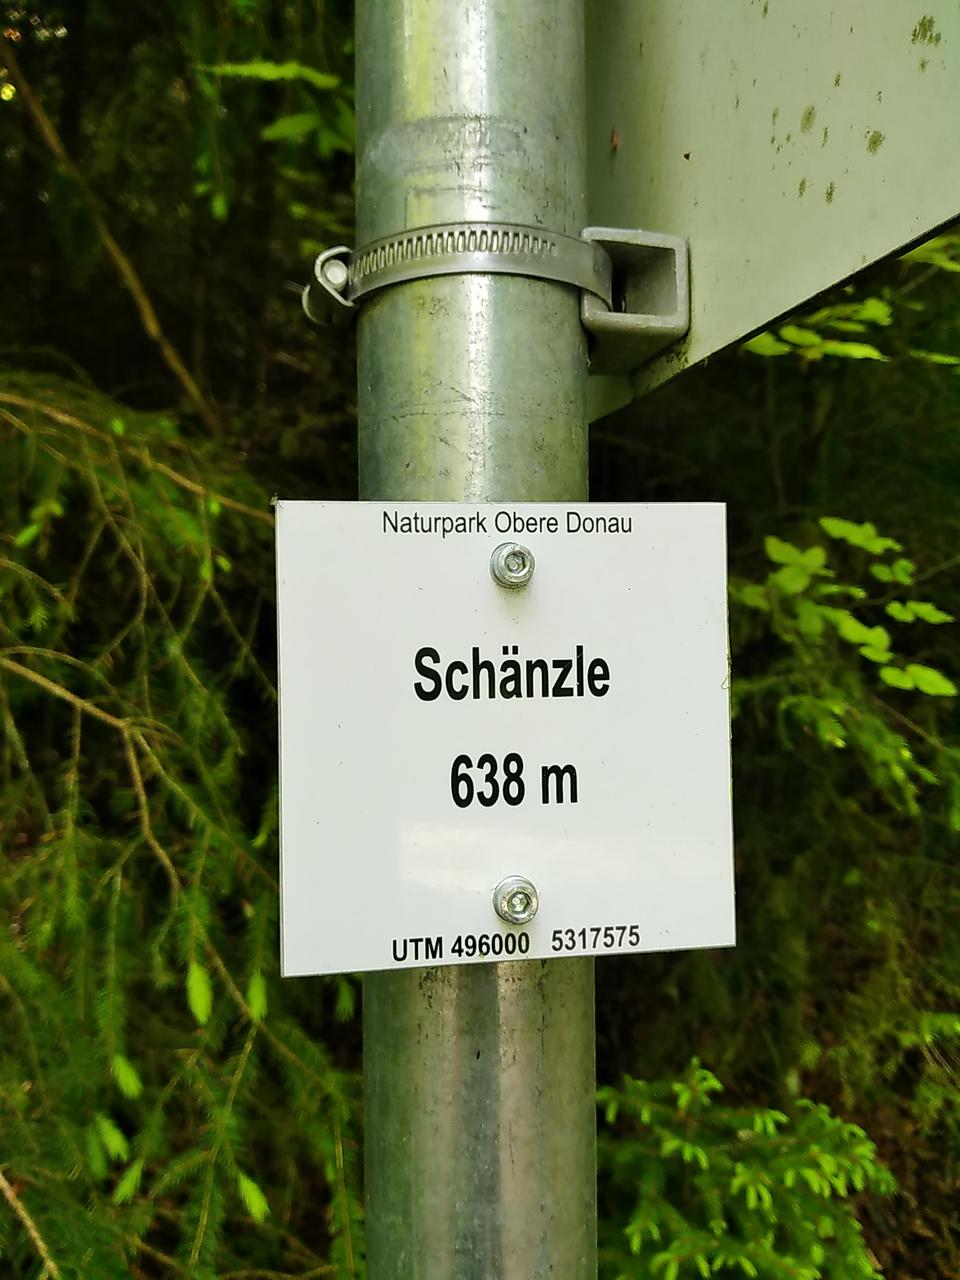 Naturpark Obere Donau
Schänzle
638 m
UTM 496000 5317575